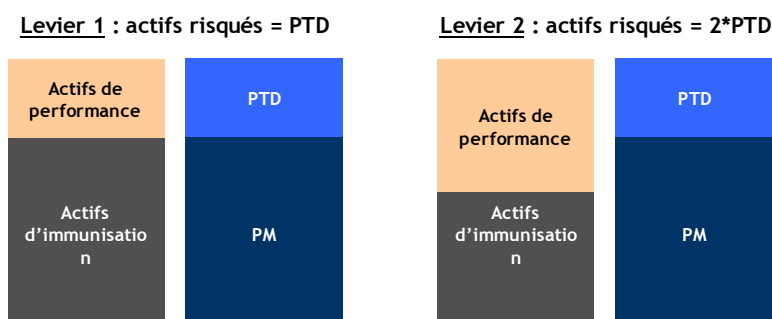 Levier 1 : actifs risqués = PTD
Actifs de
performance
PTD
Actifs
d’immunisatio
n
PM
Levier 2 : actifs risqués = 2*PTD
Actifs de
performance
PTD
Actifs
d’immunisatio
n
PM